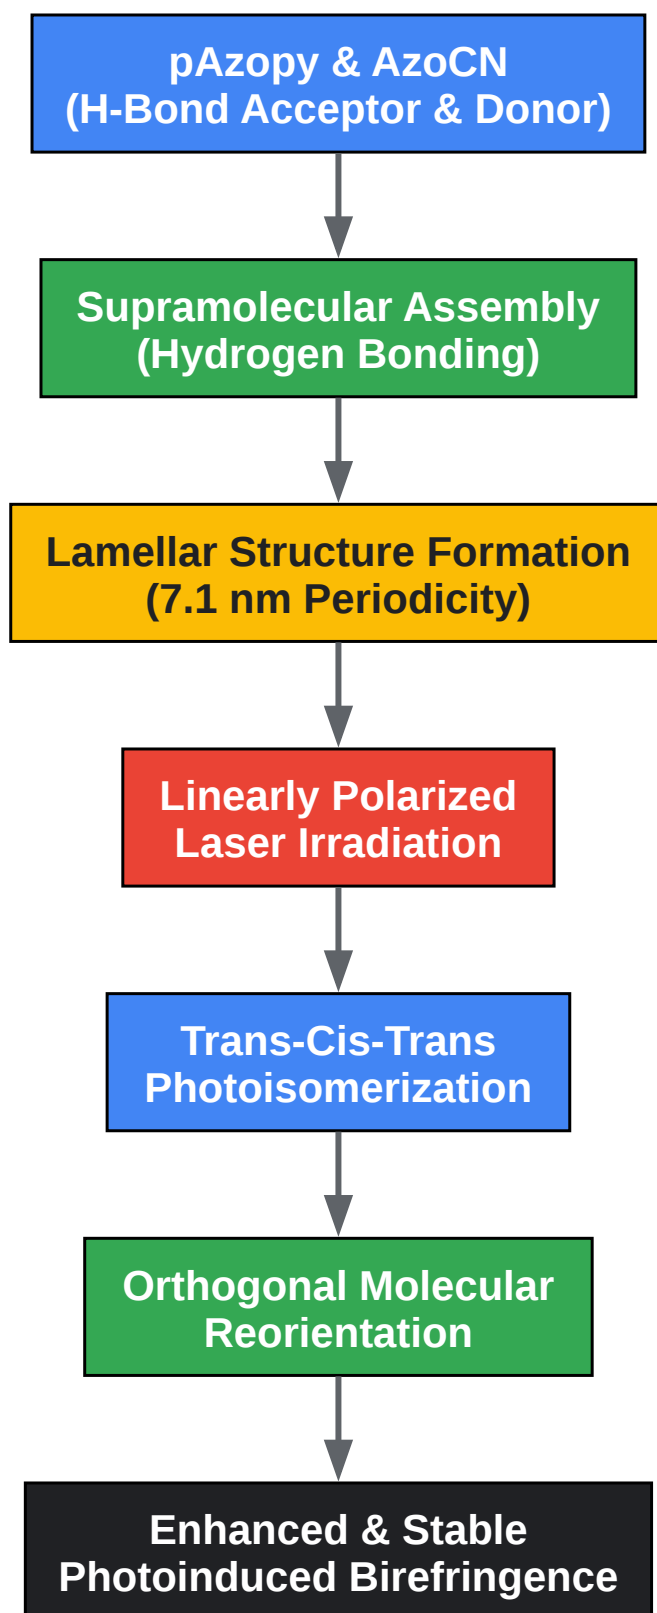 pAzopy & AzoCN
(H-Bond Acceptor & Donor)
Supramolecular Assembly
(Hydrogen Bonding)
Lamellar Structure Formation
(7.1 nm Periodicity)
Linearly Polarized
Laser Irradiation
Trans-Cis-Trans
Photoisomerization
Orthogonal Molecular
Reorientation
Enhanced & Stable
Photoinduced Birefringence